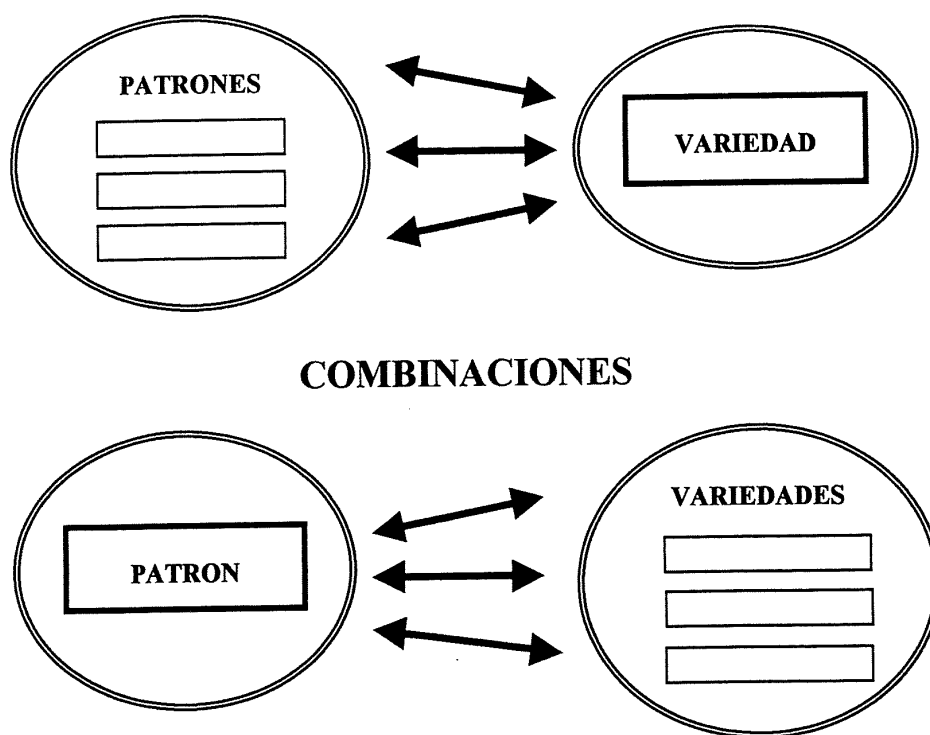 PATRONES
VARIEDAD
COMBINACIONES
PATRON
VARIEDADES